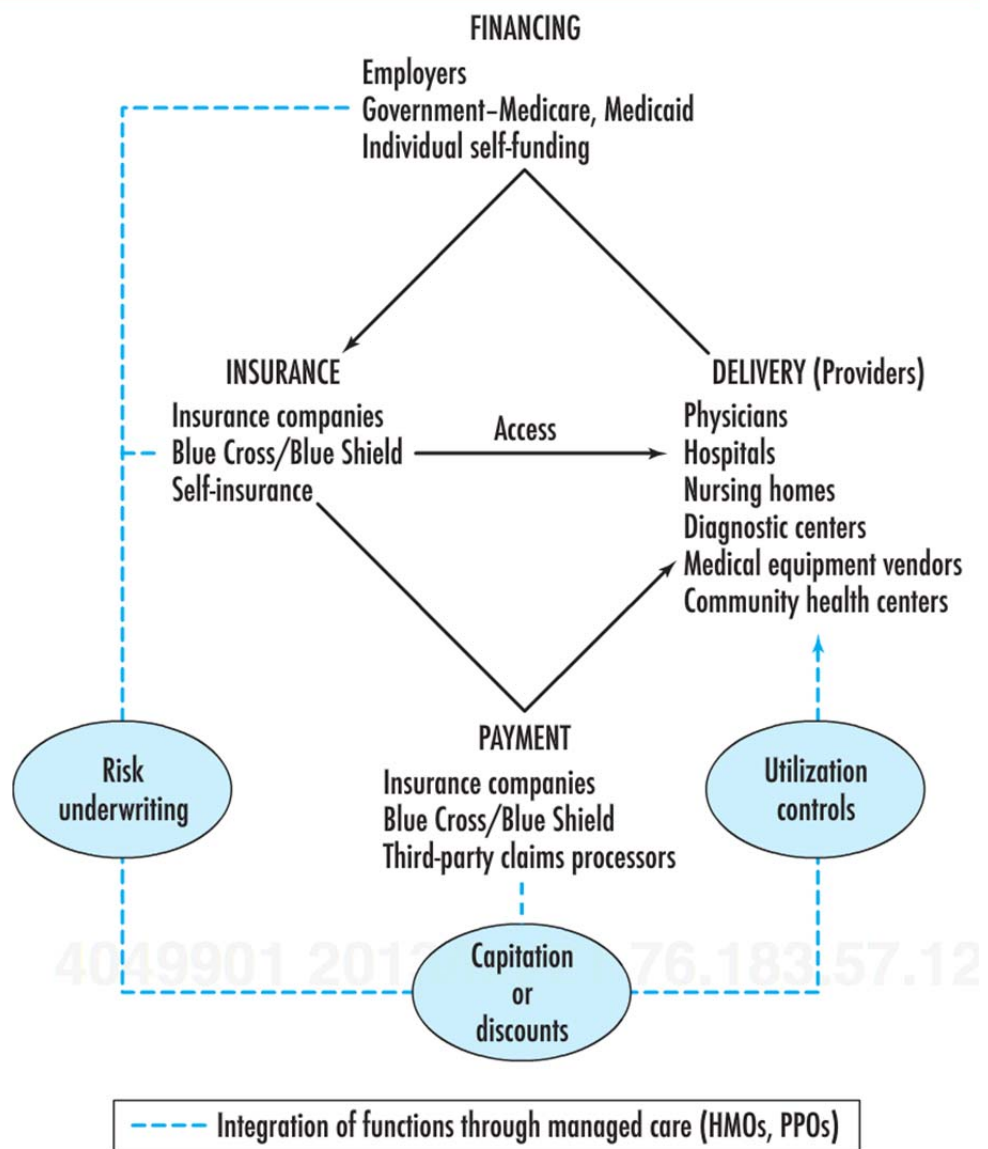 FINANCING
Employers
Government–Medicare, Medicaid
Individual self-funding
INSURANCE
Insurance companies
Blue Cross/Blue Shield
Self-insurance
Access
DELIVERY (Providers)
Physicians
Hospitals
Nursing homes
Diagnostic centers
Medical equipment vendors
Community health centers
Risk
underwriting
PAYMENT
Insurance companies
Blue Cross/Blue Shield
Third-party claims processors
Utilization
controls
Capitation
or
discounts
Integration of functions through managed care (HMOs, PPOs)